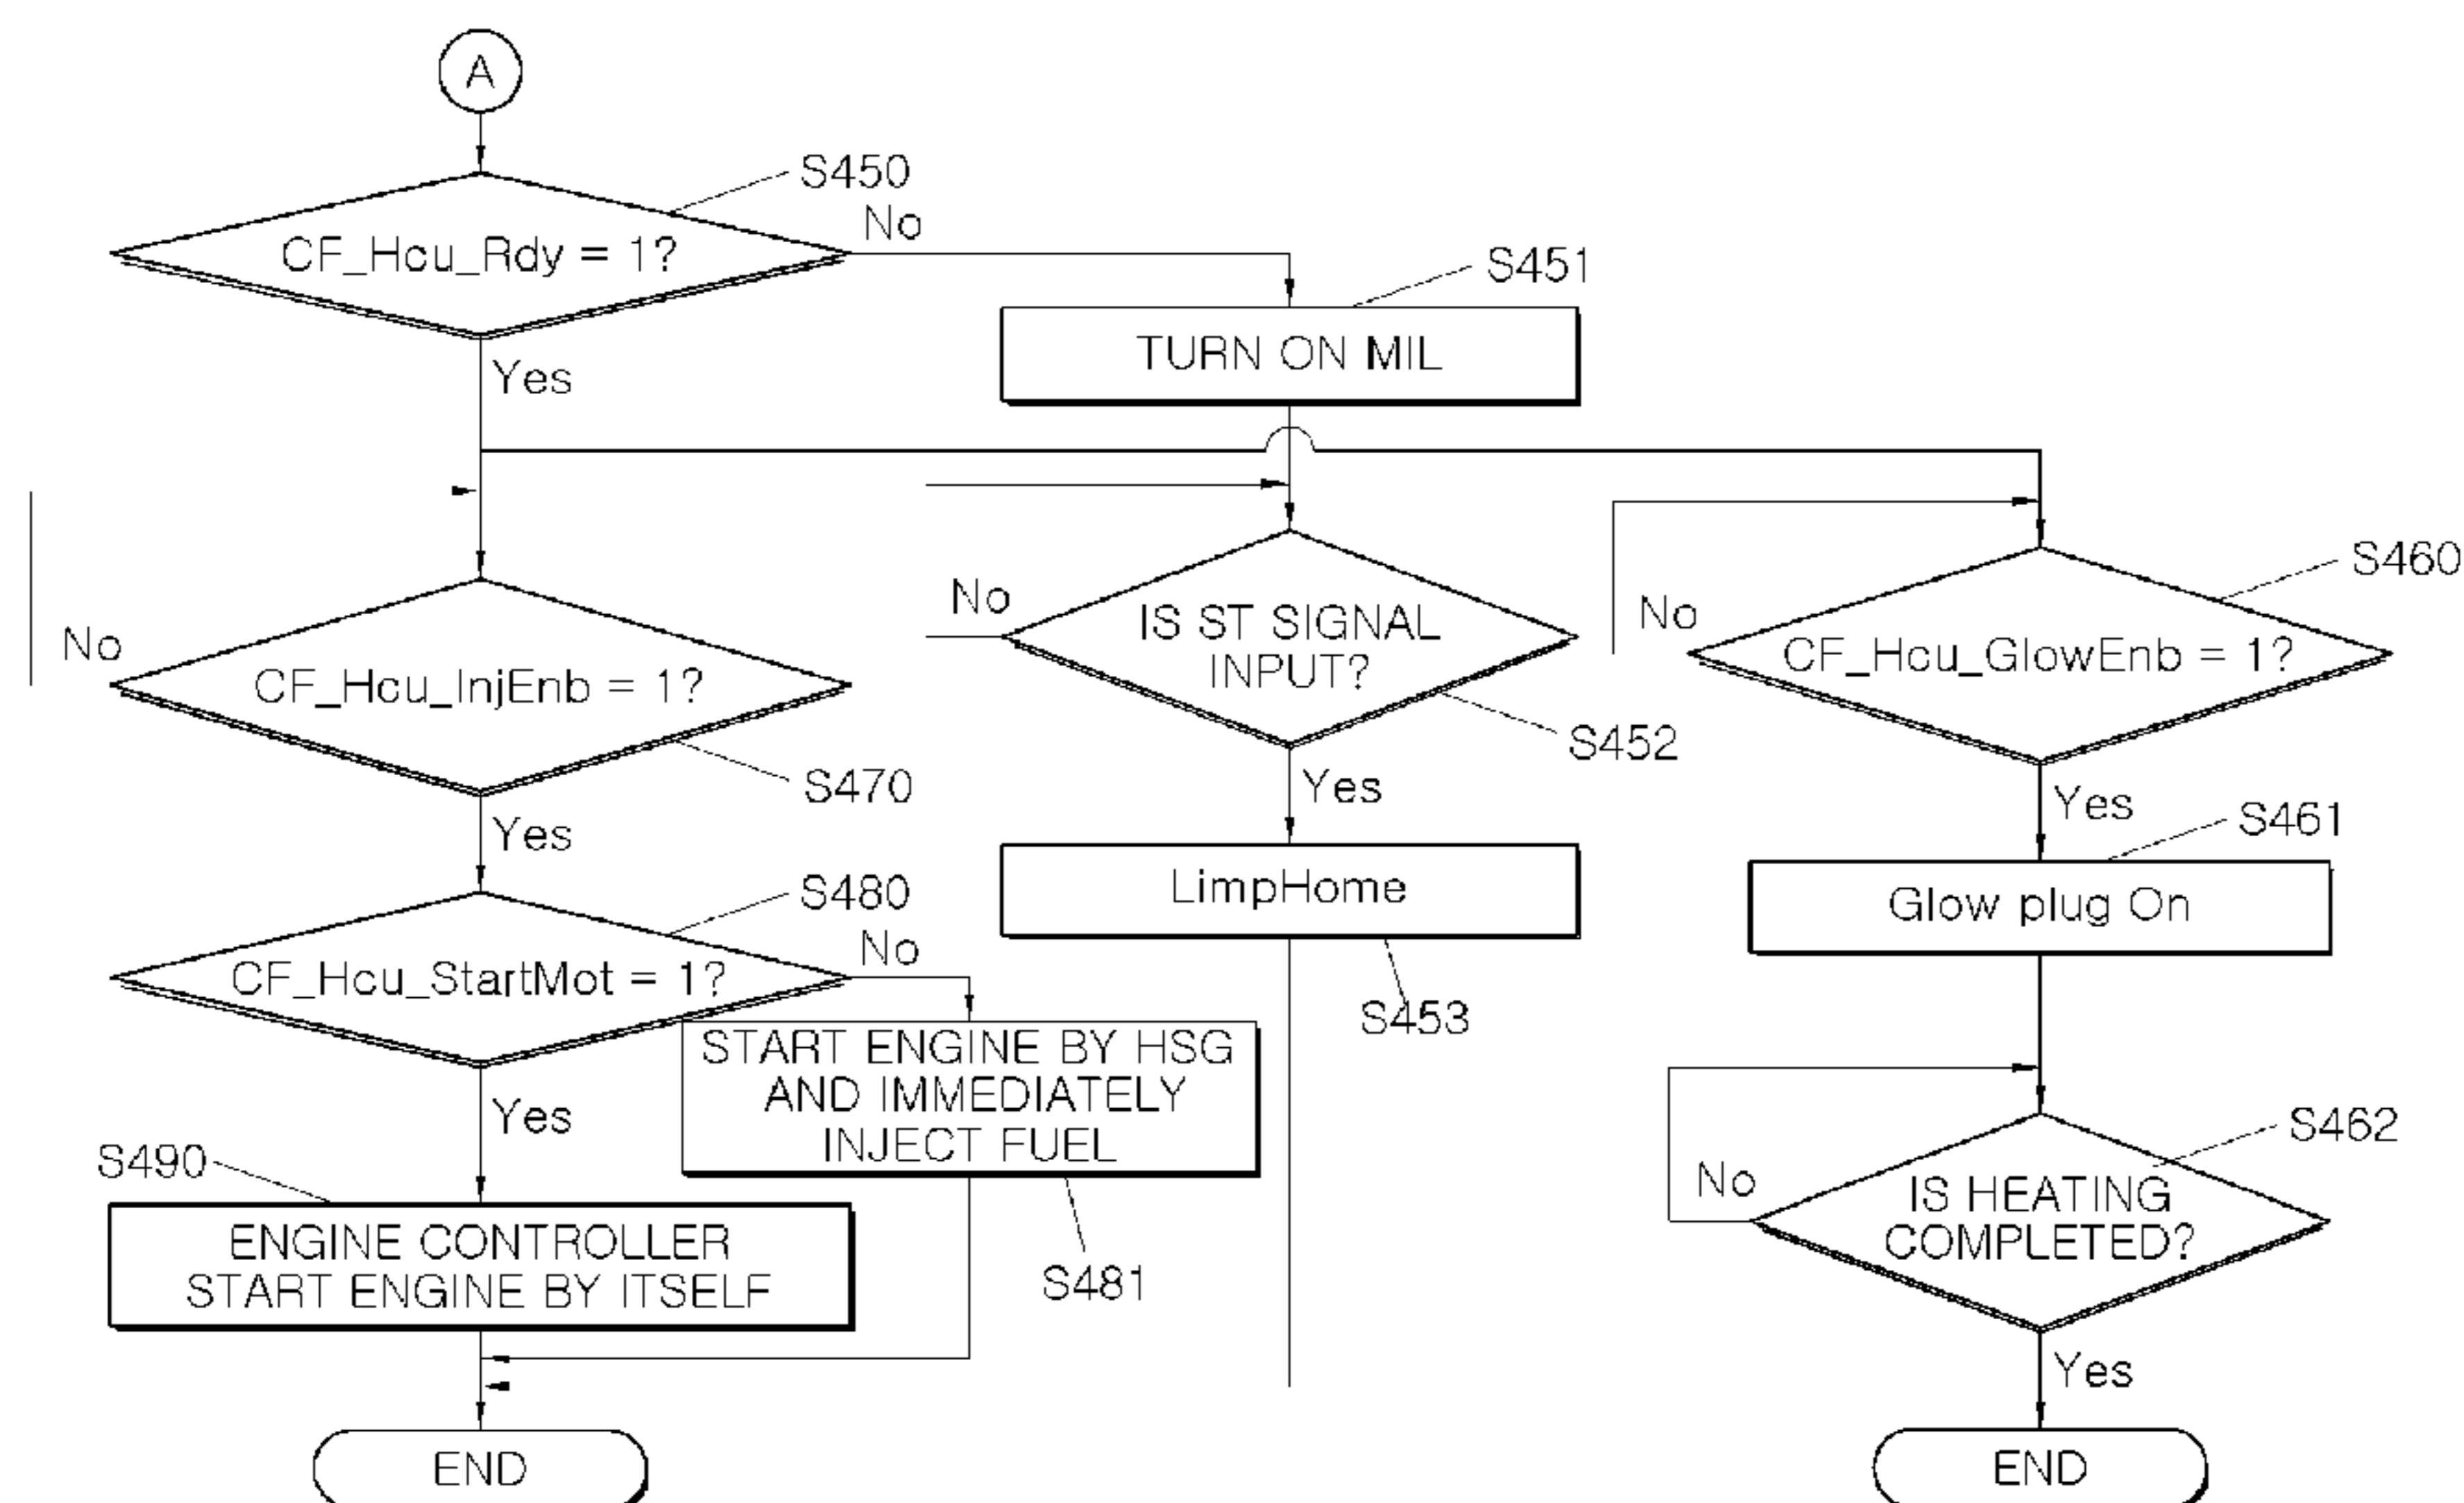 A
S450
CF_Hcu_Rdy = 1?
No
Yes
S451
TURN ON MIL
No
CF_Hcu_InjEnb = 1?
S470
Yes
No
IS ST SIGNAL
INPUT?
S452
Yes
No
CF_Hcu_GlowEnb = 1?
S460
Yes
S461
Glow plug On
LimpHome
S453
S480
CF_Hcu_StartMot = 1?
No
Yes
START ENGINE BY HSG
AND IMMEDIATELY
INJECT FUEL
S481
S490
ENGINE CONTROLLER
START ENGINE BY ITSELF
S462
No
IS HEATING
COMPLETED?
Yes
END
END